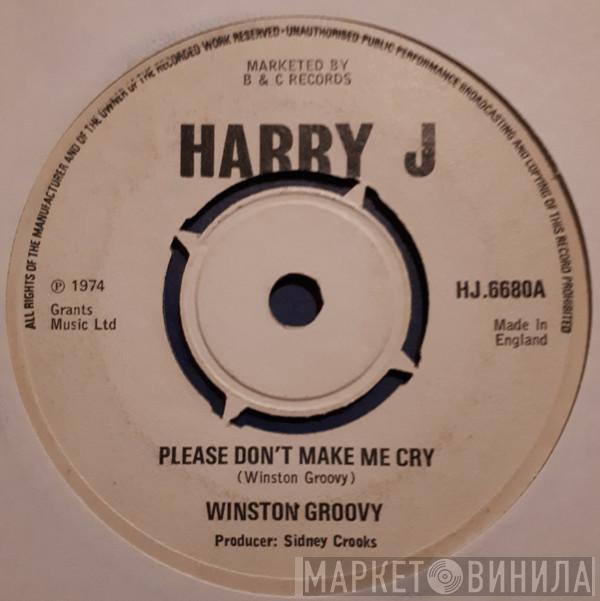 ALL RIGHTS OF THE MANUFACTURER AND OF THE OWNER OF THE RECORDED WORK RESERVED-UNAUTHORISED PUBLIC PERFORMANCE BROADCASTING AND COPYING OF THIS RECORD PROHIBITED
MARKETED BY
B & C RECORDS
HARRY J
℗ 1974
Grants
Music Ltd
HJ.6680A
Made In
England
PLEASE DON'T MAKE ME CRY
(Winston Groovy)
WINSTON GROOVY
Producer: Sidney Crooks
МАРКЕТ ВИНИЛА